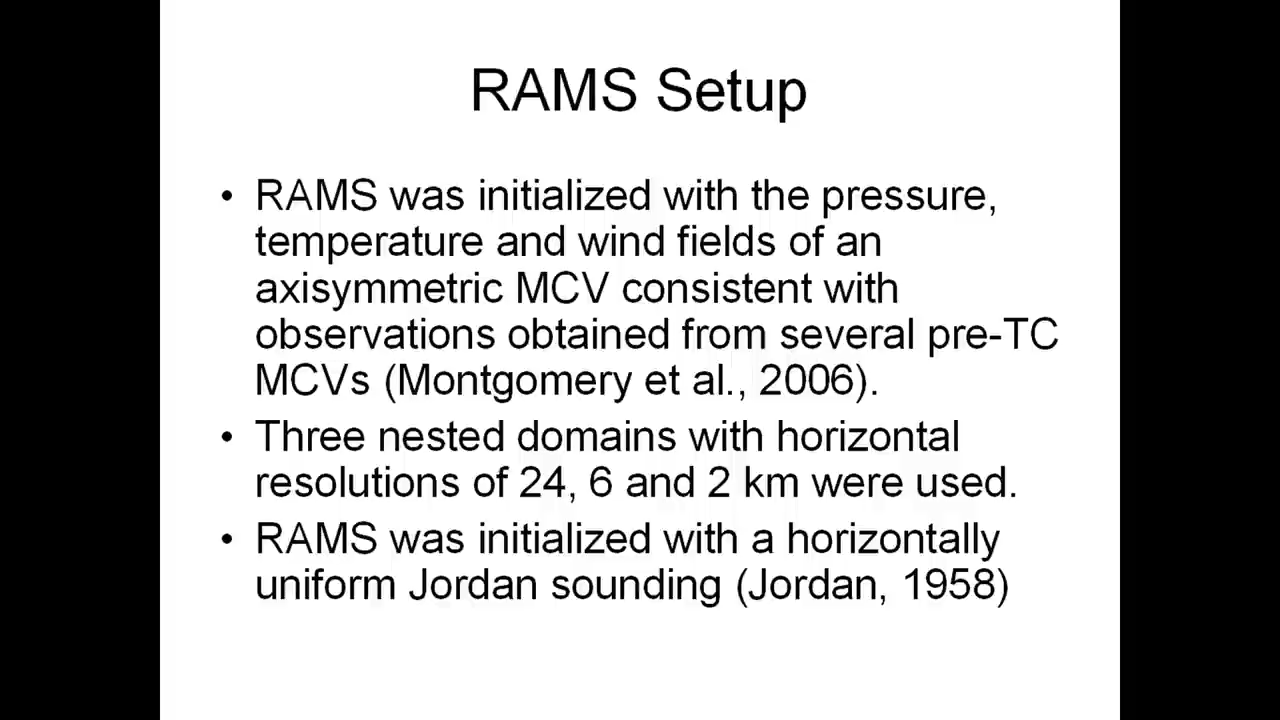 RAMS Setup
• RAMS was initialized with the pressure,
temperature and wind fields of an
axisymmetric MCV consistent with
observations obtained from several pre-TC
MCVs (Montgomery et al., 2006).
• Three nested domains with horizontal
resolutions of 24, 6 and 2 km were used.
• RAMS was initialized with a horizontally
uniform Jordan sounding (Jordan, 1958)